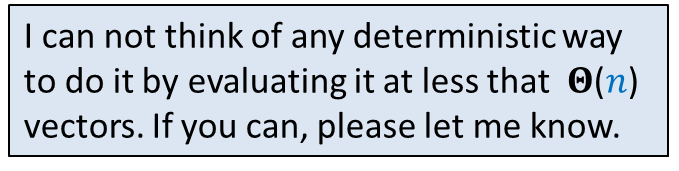 I can not think of any deterministic way
to do it by evaluating it at less that Θ(n)
vectors. If you can, please let me know.